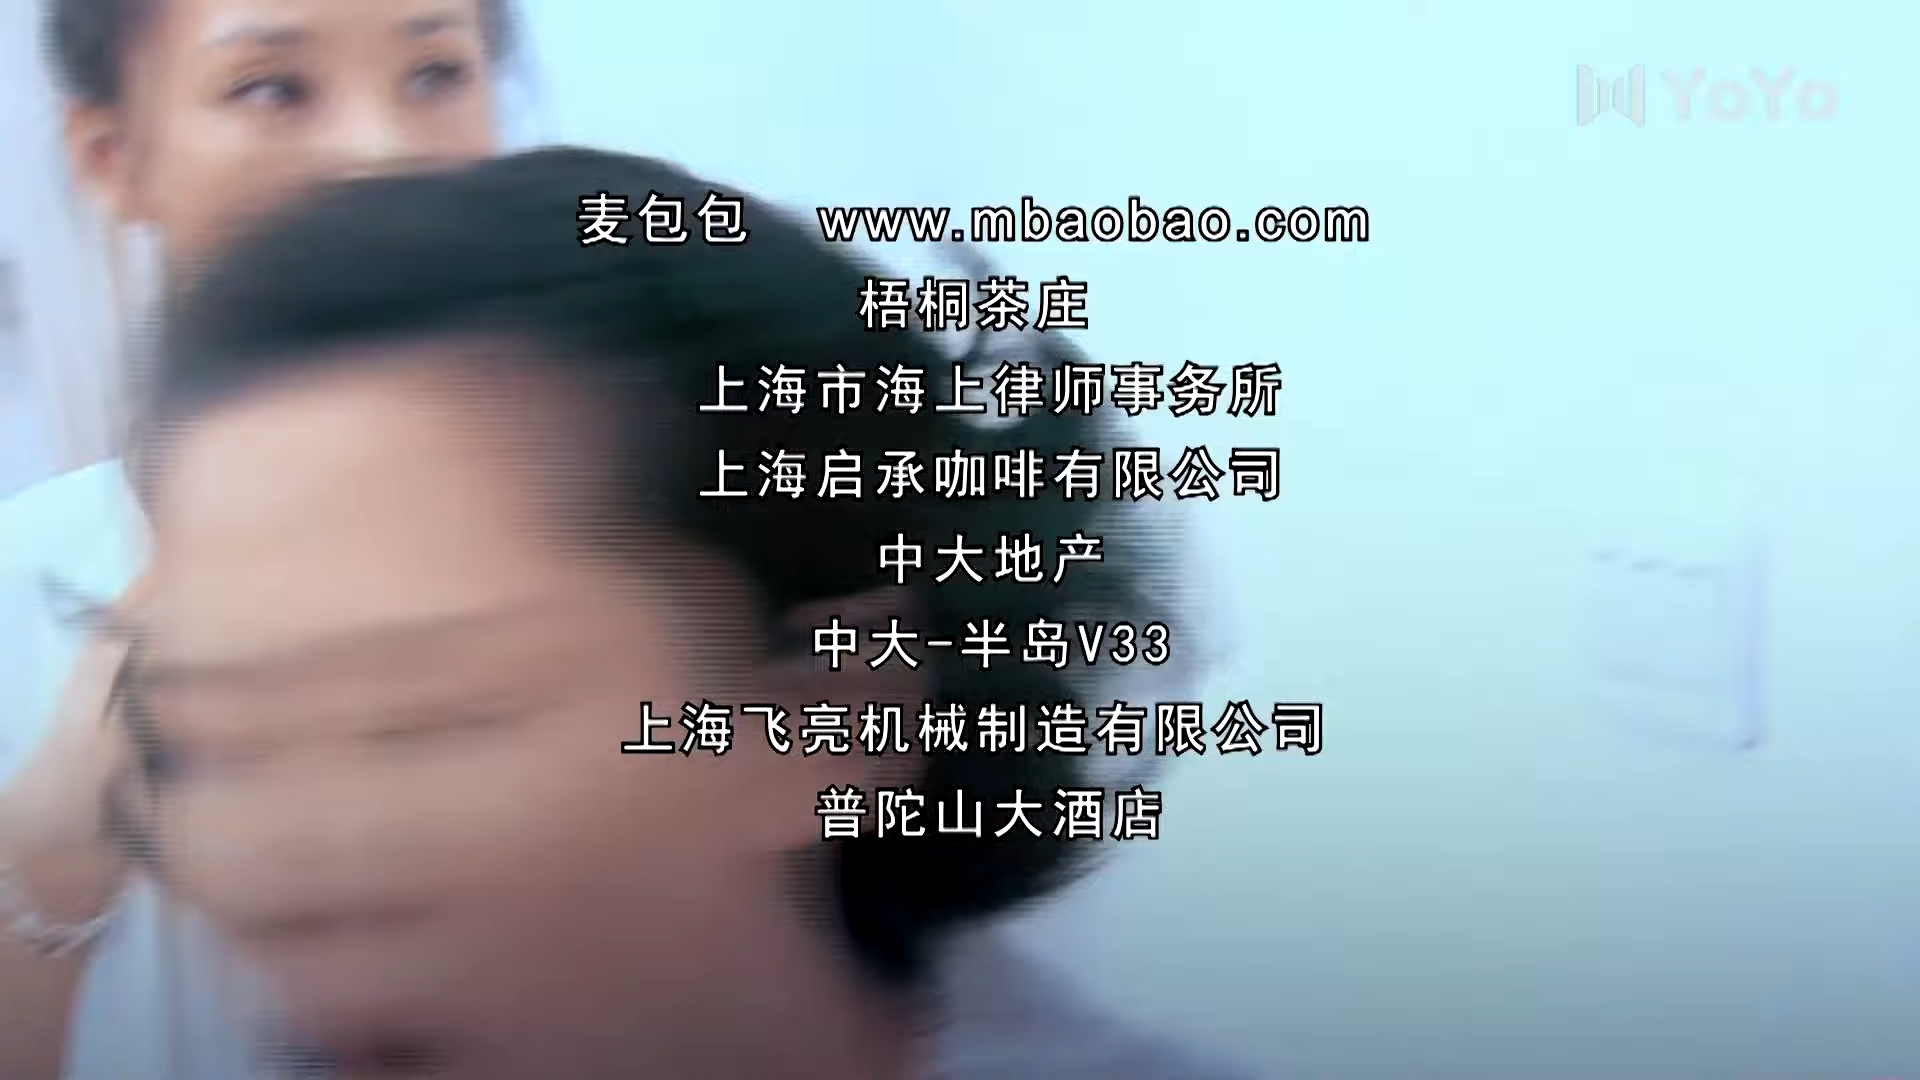 YoYo
麦包包 www.mbaobao.com
梧桐茶庄
上海市海上律师事务所
上海启承咖啡有限公司
中大地产
中大-半岛V33
上海飞亮机械制造有限公司
普陀山大酒店